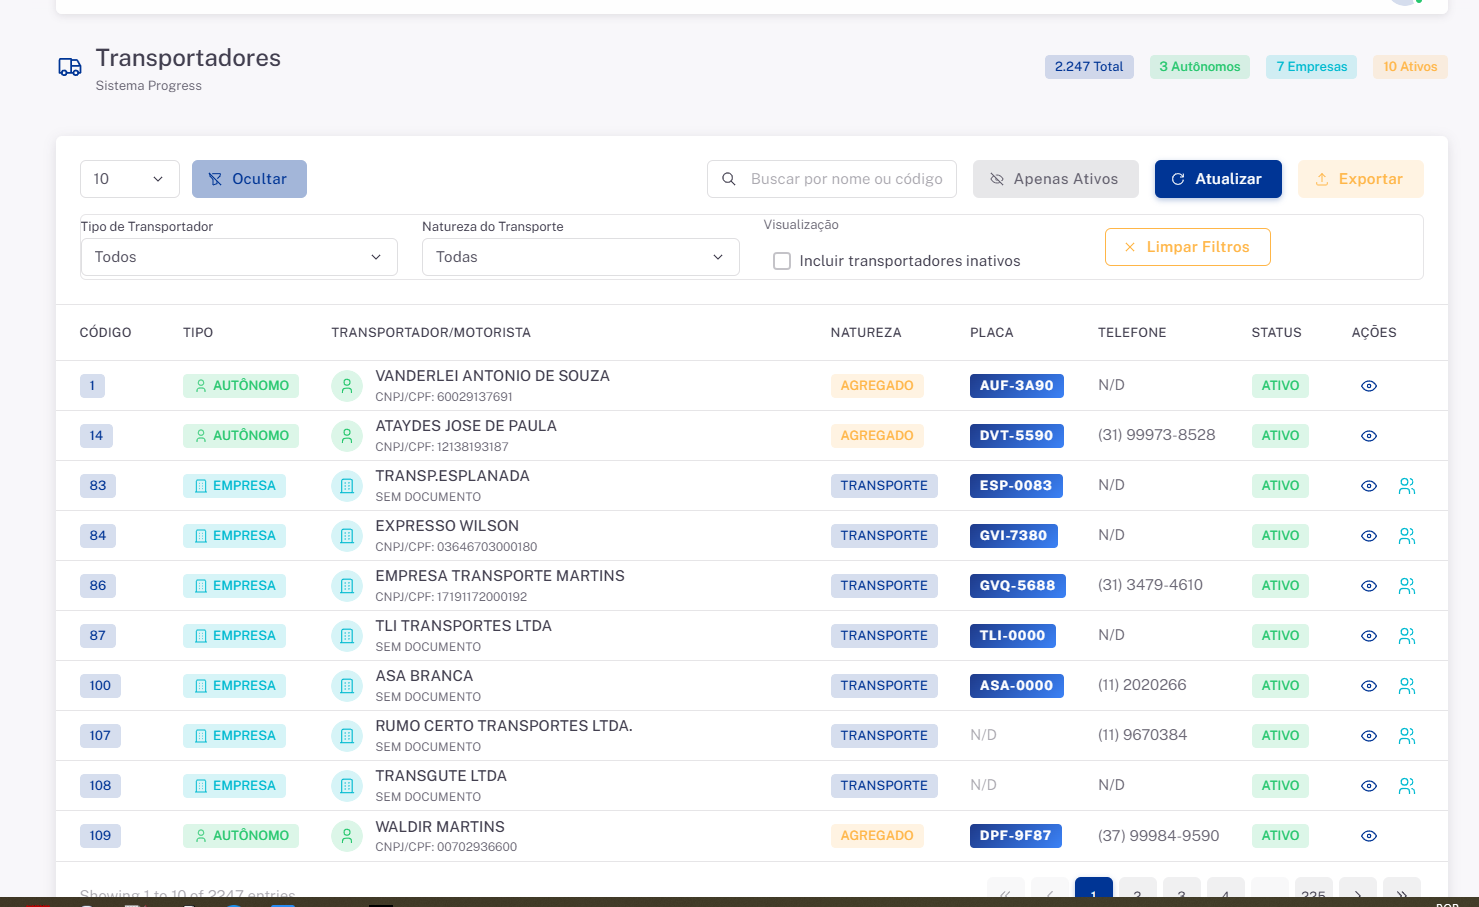 Transportadores
Sistema Progress
2.247 Total 3 Autônomos 7 Empresas 10 Ativos
10 Ocultar Buscar por nome ou código Apenas Ativos Atualizar Exportar
Tipo de Transportador Natureza do Transporte Visualização
Todos Todas Incluir transportadores inativos Limpar Filtros
CÓDIGO TIPO TRANSPORTADOR/MOTORISTA NATUREZA PLACA TELEFONE STATUS AÇÕES
1 AUTÔNOMO VANDERLEI ANTONIO DE SOUZA AGREGADO AUF-3A90 N/D ATIVO
CNPJ/CPF: 60029137691
14 AUTÔNOMO ATAYDES JOSE DE PAULA AGREGADO DVT-5590 (31) 99973-8528 ATIVO
CNPJ/CPF: 12138193187
83 EMPRESA TRANSP.ESPLANADA TRANSPORTE ESP-0083 N/D ATIVO
SEM DOCUMENTO
84 EMPRESA EXPRESSO WILSON TRANSPORTE GVI-7380 N/D ATIVO
CNPJ/CPF: 03646703000180
86 EMPRESA EMPRESA TRANSPORTE MARTINS TRANSPORTE GVQ-5688 (31) 3479-4610 ATIVO
CNPJ/CPF: 17191172000192
87 EMPRESA TLI TRANSPORTES LTDA TRANSPORTE TLI-0000 N/D ATIVO
SEM DOCUMENTO
100 EMPRESA ASA BRANCA TRANSPORTE ASA-0000 (11) 2020266 ATIVO
SEM DOCUMENTO
107 EMPRESA RUMO CERTO TRANSPORTES LTDA. TRANSPORTE N/D (11) 9670384 ATIVO
SEM DOCUMENTO
108 EMPRESA TRANSGUTE LTDA TRANSPORTE N/D N/D ATIVO
SEM DOCUMENTO
109 AUTÔNOMO WALDIR MARTINS AGREGADO DPF-9F87 (37) 99984-9590 ATIVO
CNPJ/CPF: 00702936600
Showing 1 to 10 of 2247 entries 1 2 3 4 225